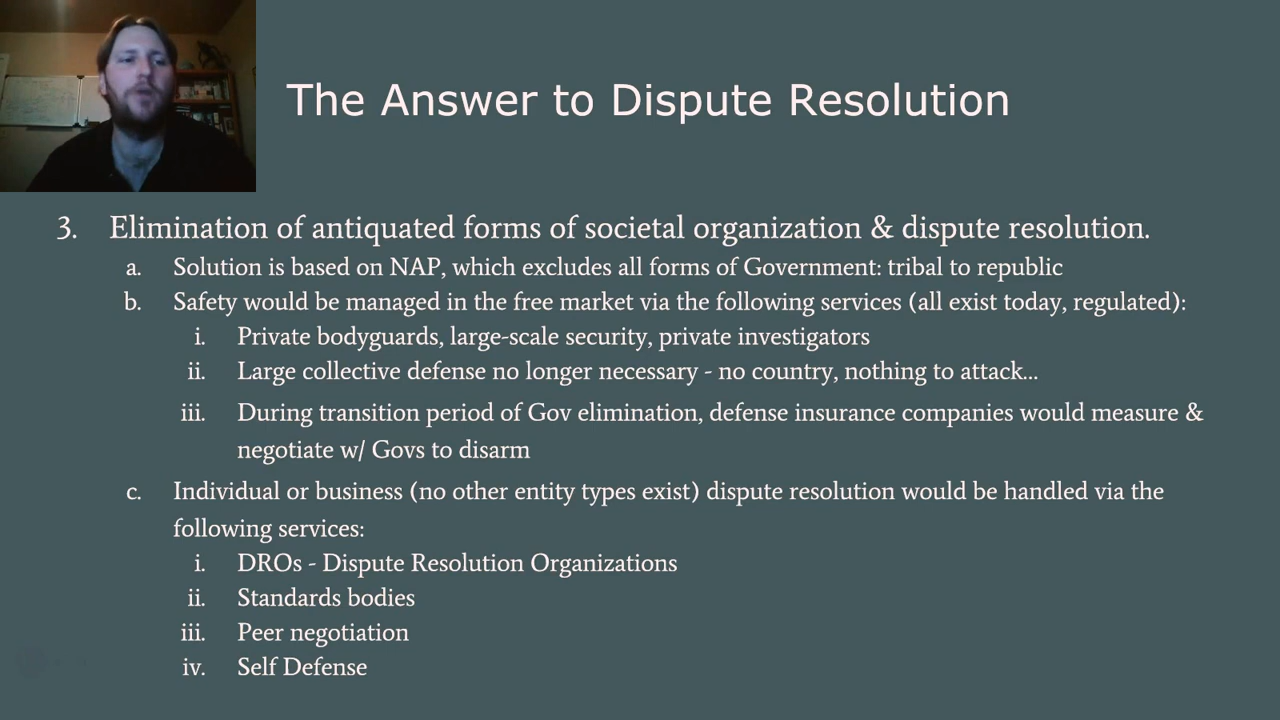 The Answer to Dispute Resolution
3. Elimination of antiquated forms of societal organization & dispute resolution.
a. Solution is based on NAP, which excludes all forms of Government: tribal to republic
b. Safety would be managed in the free market via the following services (all exist today, regulated):
i. Private bodyguards, large-scale security, private investigators
ii. Large collective defense no longer necessary - no country, nothing to attack...
iii. During transition period of Gov elimination, defense insurance companies would measure &
negotiate w/ Govs to disarm
c. Individual or business (no other entity types exist) dispute resolution would be handled via the
following services:
i. DROs - Dispute Resolution Organizations
ii. Standards bodies
iii. Peer negotiation
iv. Self Defense